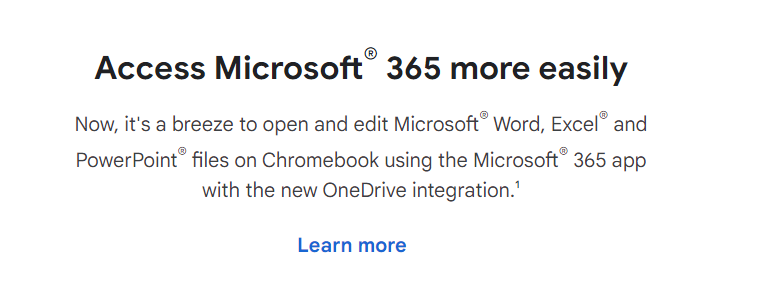 Access Microsoft® 365 more easily
Now, it's a breeze to open and edit Microsoft® Word, Excel® and
PowerPoint® files on Chromebook using the Microsoft® 365 app
with the new OneDrive integration.¹
Learn more